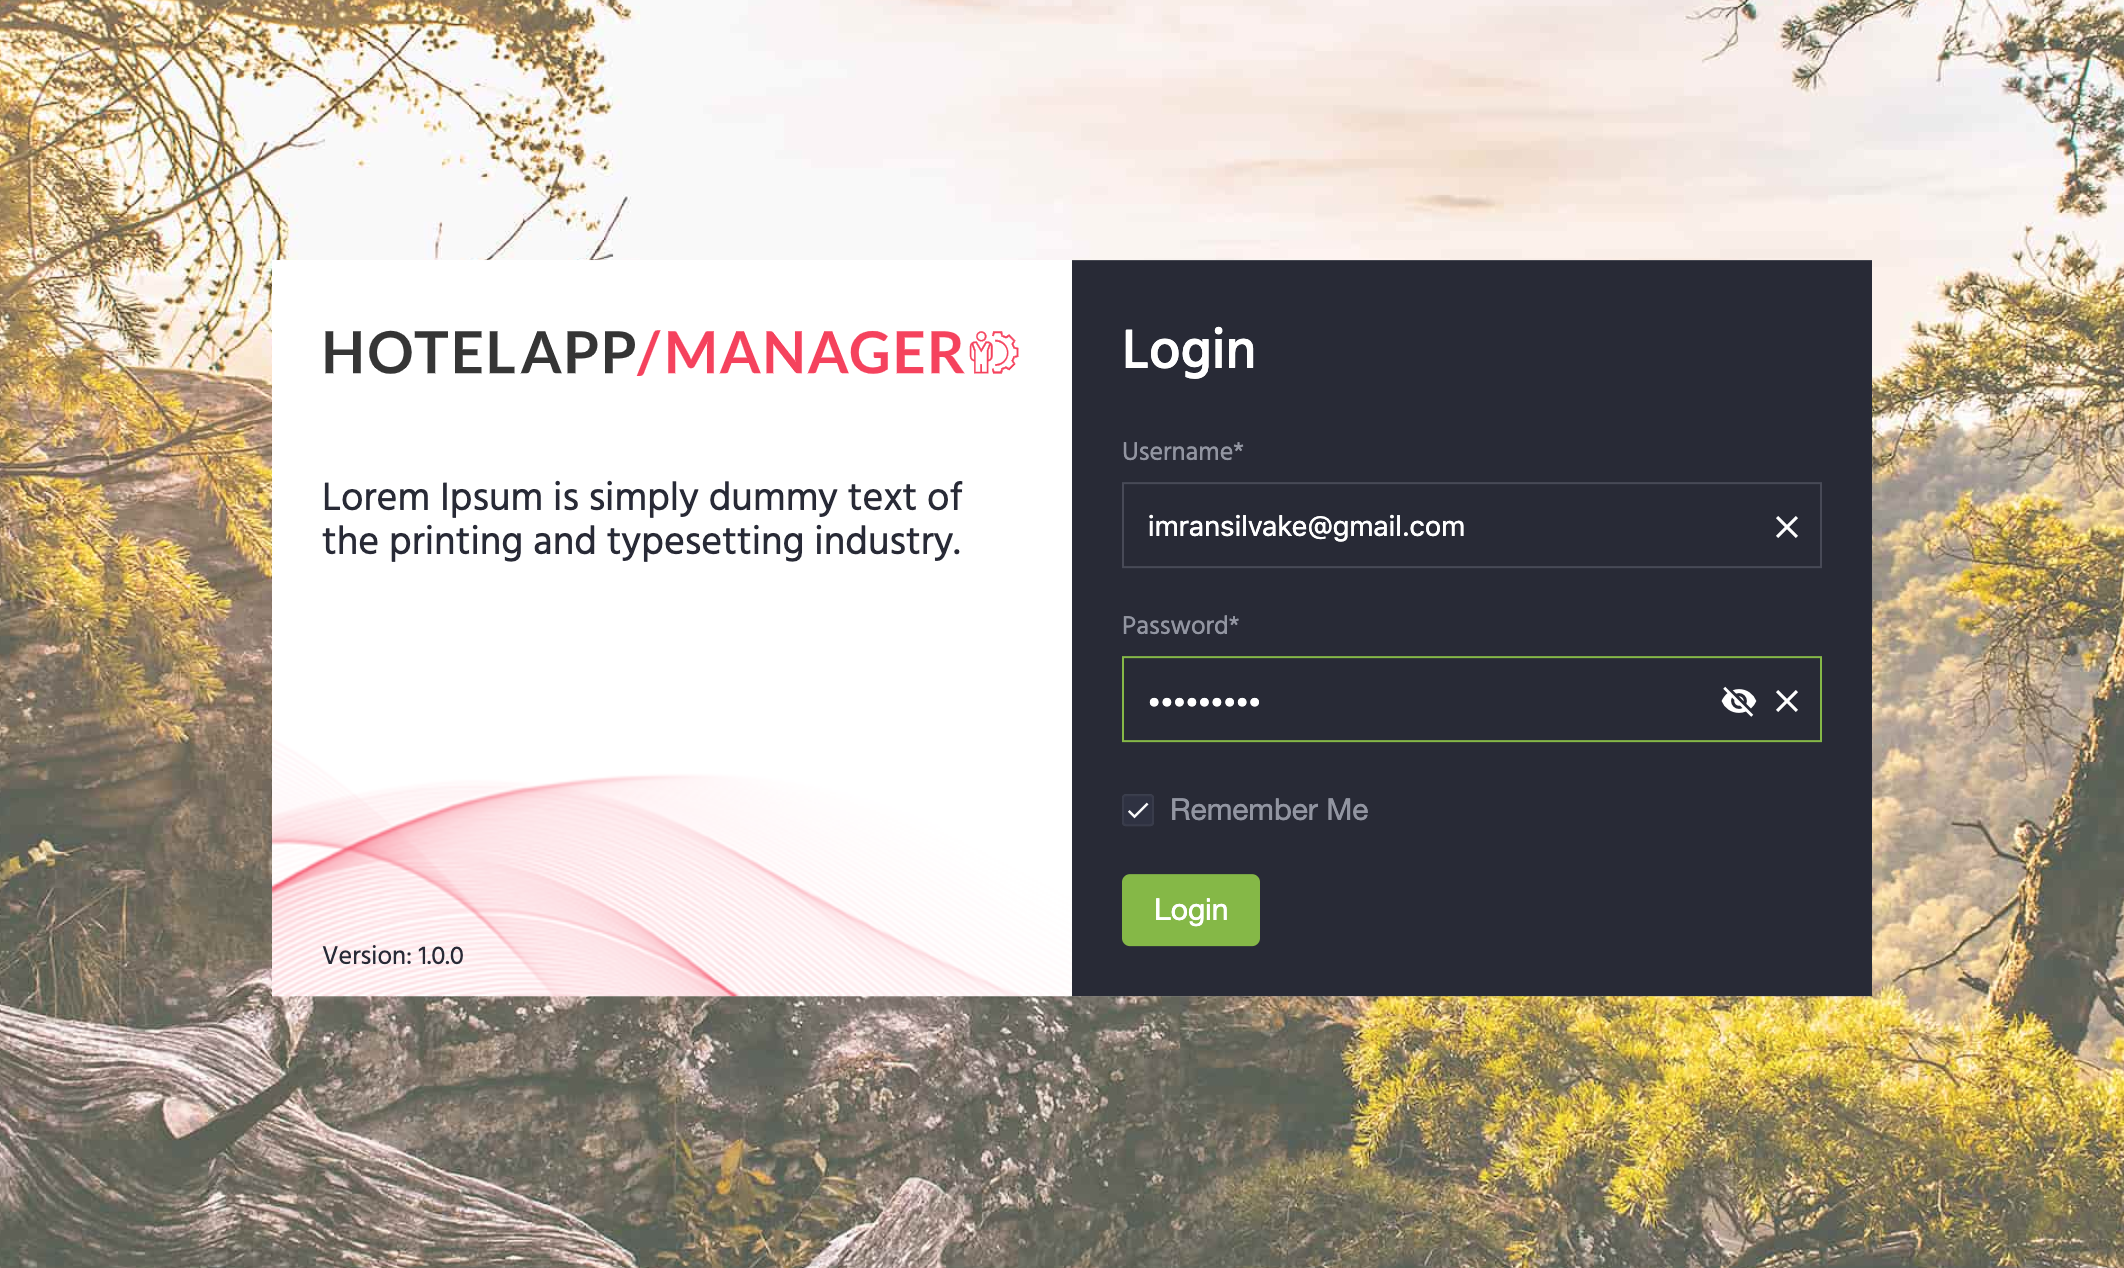 HOTELAPP/MANAGER
Lorem Ipsum is simply dummy text of
the printing and typesetting industry.
Version: 1.0.0
Login
Username*
imransilvake@gmail.com
Password*
•••••••••
Remember Me
Login